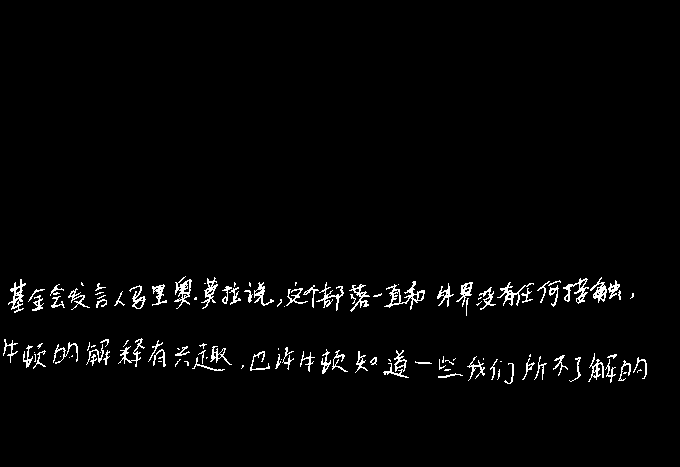 基金会发言人马里奥·莫拉说,这个部落一直和外界没有任何接触,
牛顿的解释有兴趣,也许牛顿知道一些我们所不了解的